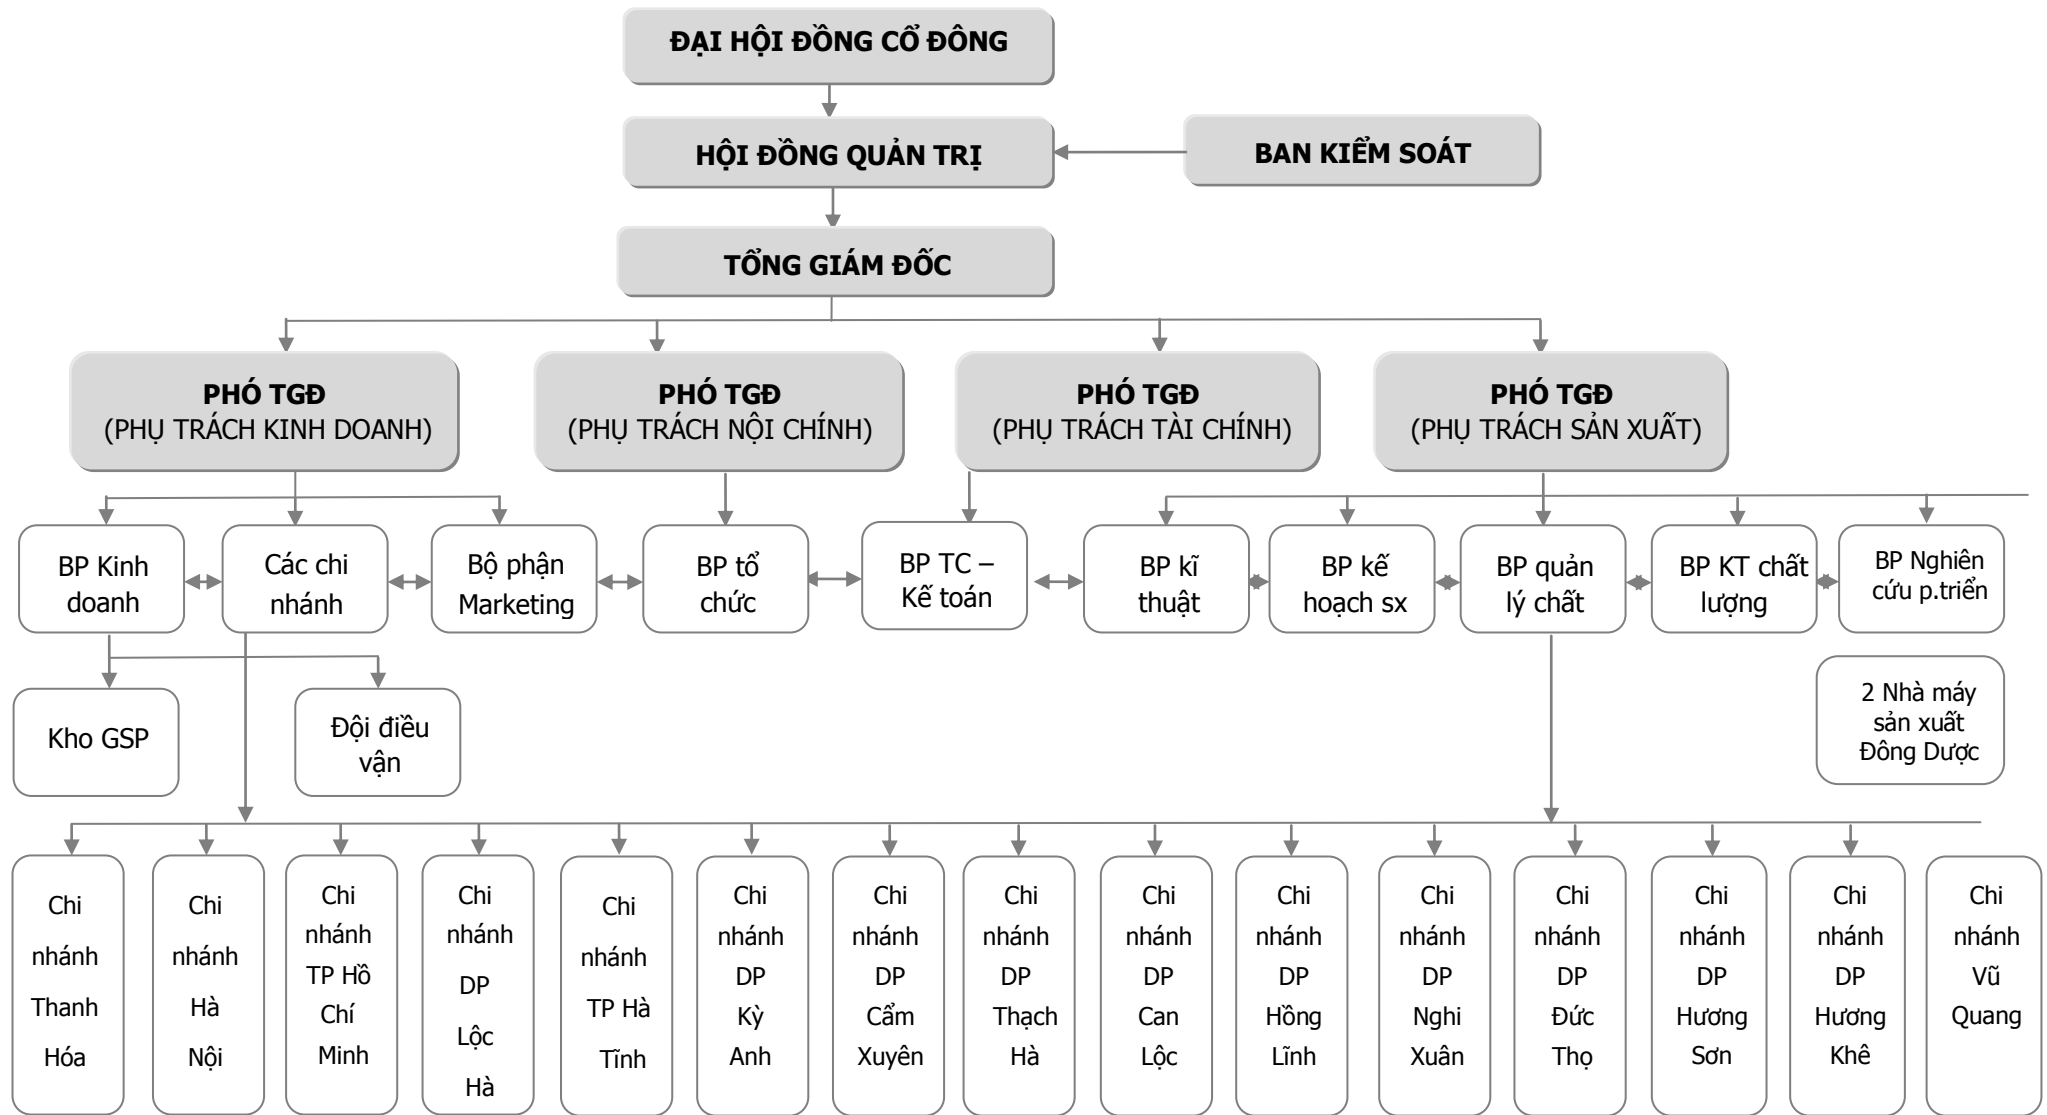 ĐẠI HỘI ĐỒNG CỔ ĐÔNG
HỘI ĐỒNG QUẢN TRỊ
BAN KIỂM SOÁT
TỔNG GIÁM ĐỐC
PHÓ TGĐ
(PHỤ TRÁCH KINH DOANH)
PHÓ TGĐ
(PHỤ TRÁCH NỘI CHÍNH)
PHÓ TGĐ
(PHỤ TRÁCH TÀI CHÍNH)
PHÓ TGĐ
(PHỤ TRÁCH SẢN XUẤT)
BP Kinh
doanh
Các chi
nhánh
Bộ phận
Marketing
BP tổ
chức
BP TC –
Kế toán
BP kĩ
thuật
BP kế
hoạch sx
BP quản
lý chất
BP KT chất
lượng
BP Nghiên
cứu p.triển
Kho GSP
Đội điều
vận
2 Nhà máy
sản xuất
Đông Dược
Chi
nhánh
Thanh
Hóa
Chi
nhánh
Hà
Nội
Chi
nhánh
TP Hồ
Chí
Minh
Chi
nhánh
DP
Lộc
Hà
Chi
nhánh
TP Hà
Tĩnh
Chi
nhánh
DP
Kỳ
Anh
Chi
nhánh
DP
Cẩm
Xuyên
Chi
nhánh
DP
Thạch
Hà
Chi
nhánh
DP
Can
Lộc
Chi
nhánh
DP
Hồng
Lĩnh
Chi
nhánh
DP
Nghi
Xuân
Chi
nhánh
DP
Đức
Thọ
Chi
nhánh
DP
Hương
Sơn
Chi
nhánh
DP
Hương
Khê
Chi
nhánh
Vũ
Quang